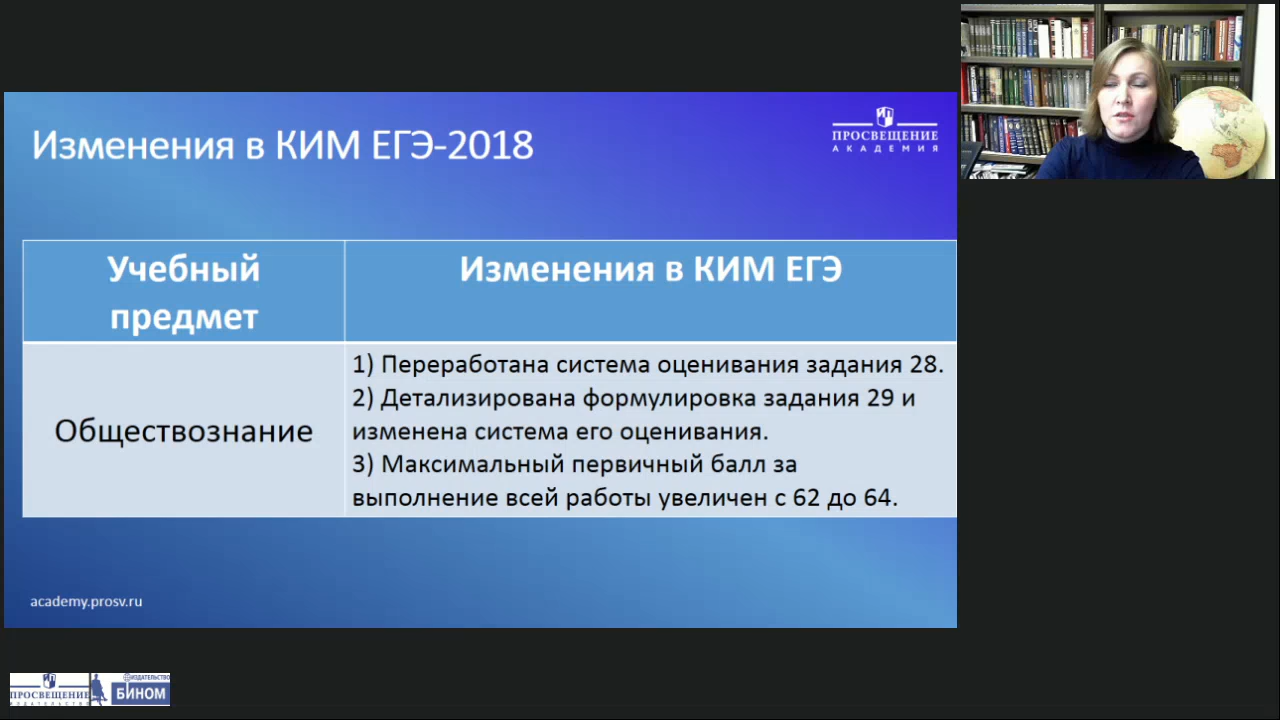 Изменения в КИМ ЕГЭ-2018
ПРОСВЕЩЕНИЕ
АКАДЕМИЯ
Учебный
предмет
Изменения в КИМ ЕГЭ
Обществознание
1) Переработана система оценивания задания 28.
2) Детализирована формулировка задания 29 и
изменена система его оценивания.
3) Максимальный первичный балл за
выполнение всей работы увеличен с 62 до 64.
academy.prosv.ru
ПРОСВЕЩЕНИЕ
ИЗДАТЕЛЬСТВО
ИЗДАТЕЛЬСТВО
БИНОМ